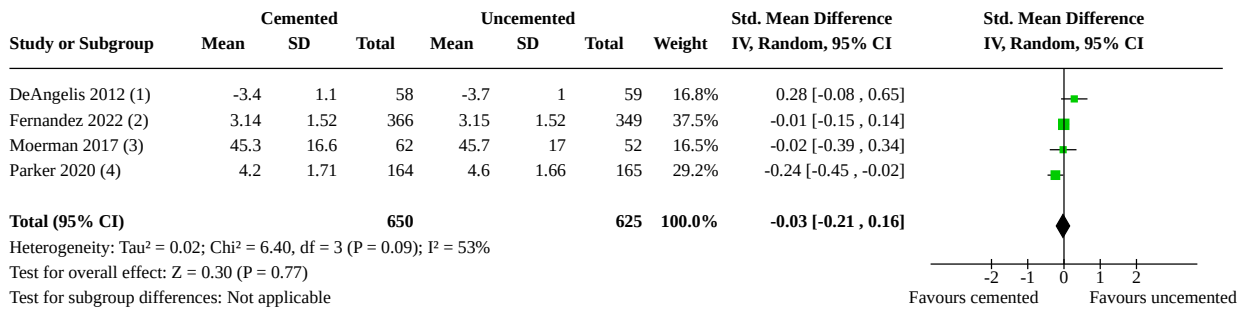 Cemented Uncemented Std. Mean Difference Std. Mean Difference
Study or Subgroup Mean SD Total Mean SD Total Weight IV, Random, 95% CI IV, Random, 95% CI
DeAngelis 2012 (1) -3.4 1.1 58 -3.7 1 59 16.8% 0.28 [-0.08 , 0.65]
Fernandez 2022 (2) 3.14 1.52 366 3.15 1.52 349 37.5% -0.01 [-0.15 , 0.14]
Moerman 2017 (3) 45.3 16.6 62 45.7 17 52 16.5% -0.02 [-0.39 , 0.34]
Parker 2020 (4) 4.2 1.71 164 4.6 1.66 165 29.2% -0.24 [-0.45 , -0.02]
Total (95% CI) 650 625 100.0% -0.03 [-0.21 , 0.16]
Heterogeneity: Tau² = 0.02; Chi² = 6.40, df = 3 (P = 0.09); I² = 53%
Test for overall effect: Z = 0.30 (P = 0.77) -2 -1 0 1 2
Test for subgroup differences: Not applicable Favours cemented Favours uncemented